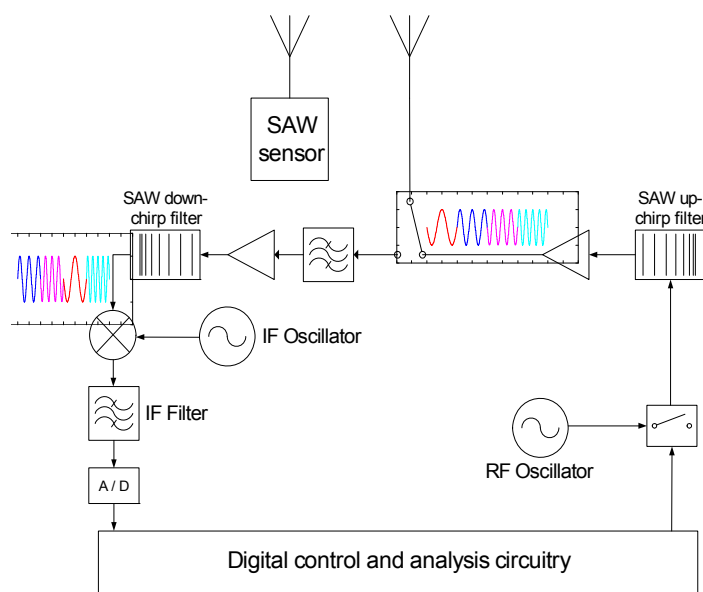 SAW
sensor
SAW down-
chirp filter
SAW up-
chirp filter
IF Oscillator
IF Filter
RF Oscillator
A / D
Digital control and analysis circuitry